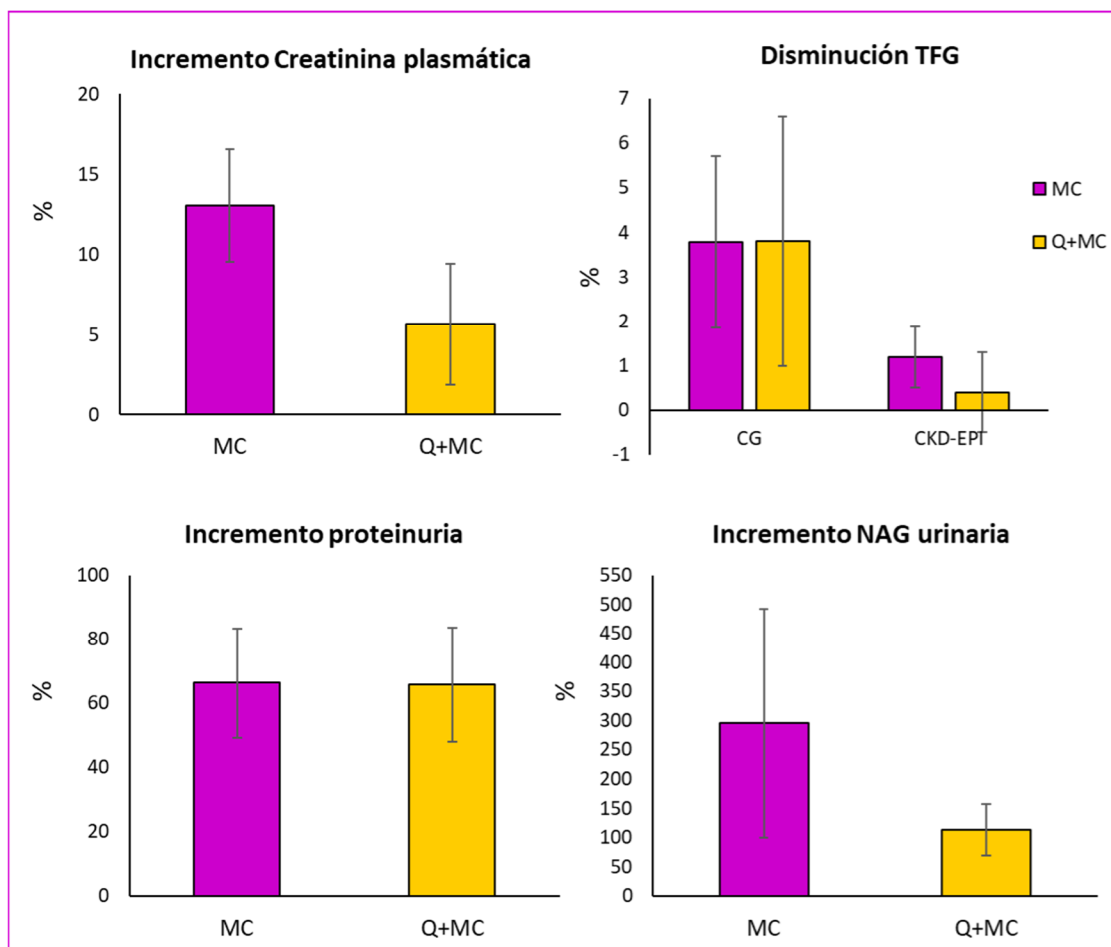 Incremento Creatinina plasmática
20
15
10
5
0
%
MC
Q+MC
Disminución TFG
7
6
5
4
3
2
1
0
-1
%
CG
CKD-EPI
MC
Q+MC
Incremento proteinuria
100
80
60
40
20
0
%
MC
Q+MC
Incremento NAG urinaria
550
500
450
400
350
300
250
200
150
100
50
0
%
MC
Q+MC